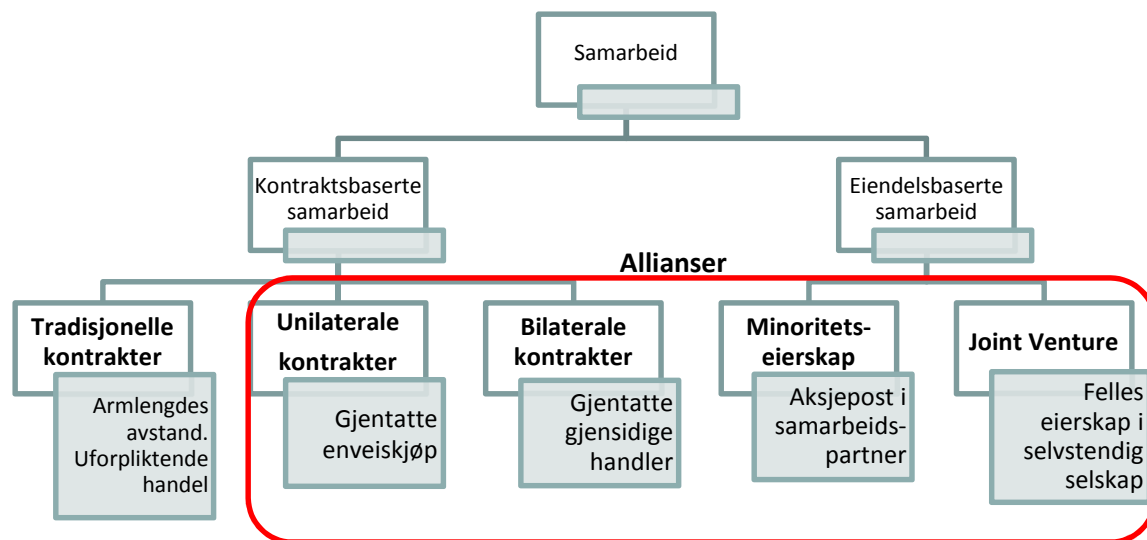 Samarbeid
Kontraktsbaserte
samarbeid
Eiendelsbaserte
samarbeid
Allianser
Tradisjonelle
kontrakter
Armlengdes
avstand.
Uforpliktende
handel
Unilaterale
kontrakter
Gjentatte
enveiskjøp
Bilaterale
kontrakter
Gjentatte
gjensidige
handler
Minoritets-
eierskap
Aksjepost i
samarbeids-
partner
Joint Venture
Felles
eierskap i
selvstendig
selskap